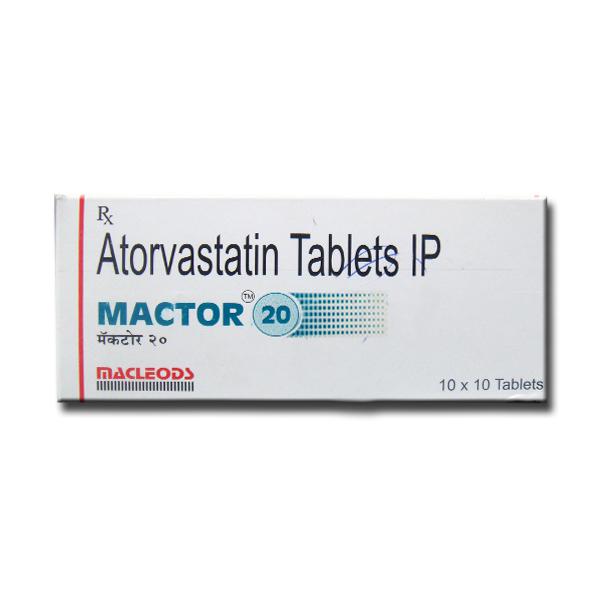 Rx
Atorvastatin Tablets IP
MACTOR™ 20
मॅकटोर २०
MACLEODS
10 x 10 Tablets